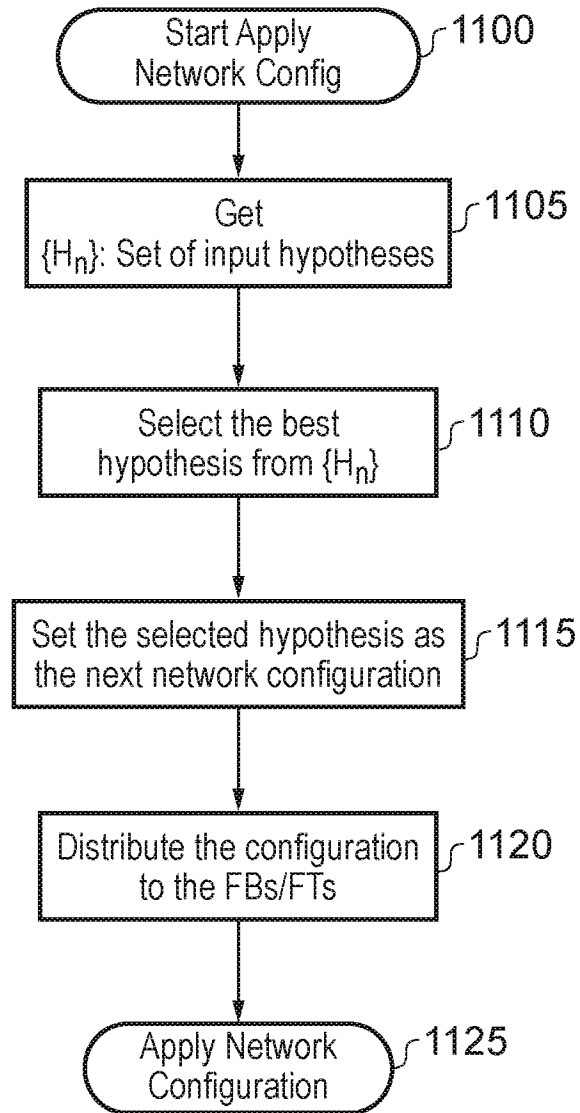 Start Apply
Network Config
1100
Get
{Hn}: Set of input hypotheses
1105
Select the best
hypothesis from {Hn}
1110
Set the selected hypothesis as
the next network configuration
1115
Distribute the configuration
to the FBs/FTs
1120
Apply Network
Configuration
1125